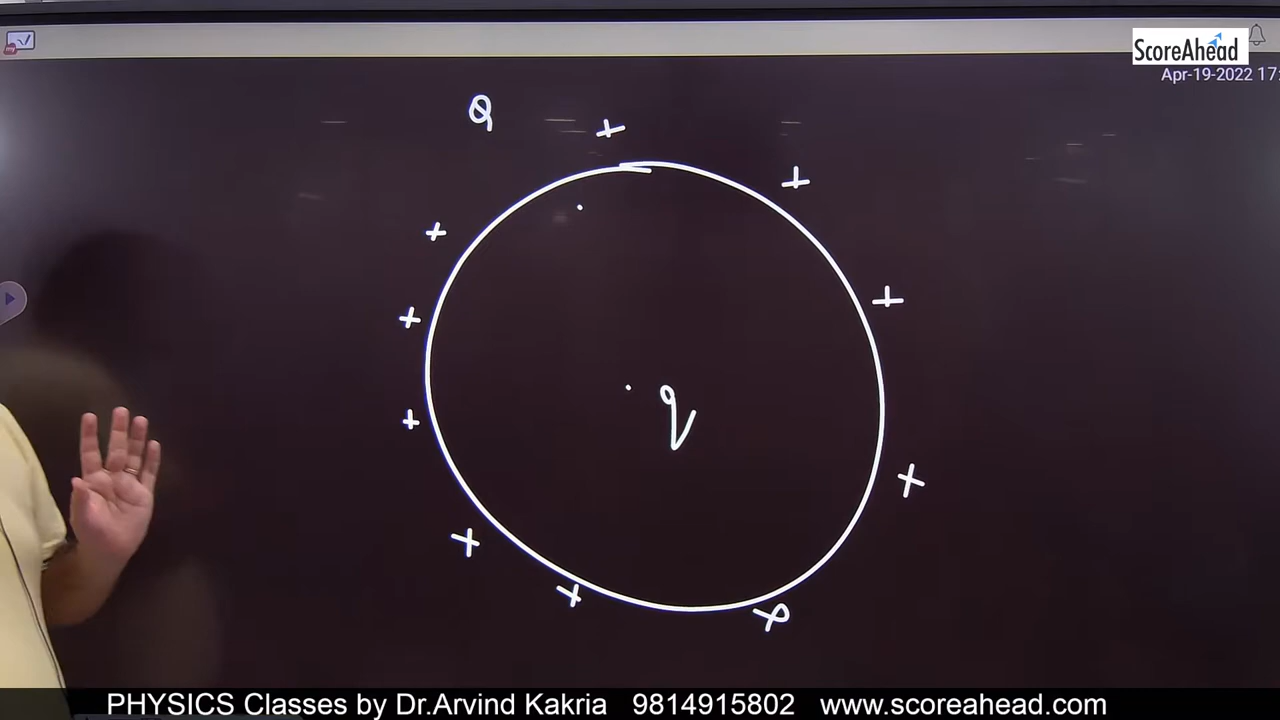 ScoreAhead
Apr-19-2022 17:
Q
+
+
+
+
+
+
+
+
+
+
+
q
PHYSICS Classes by Dr.Arvind Kakria 9814915802 www.scoreahead.com